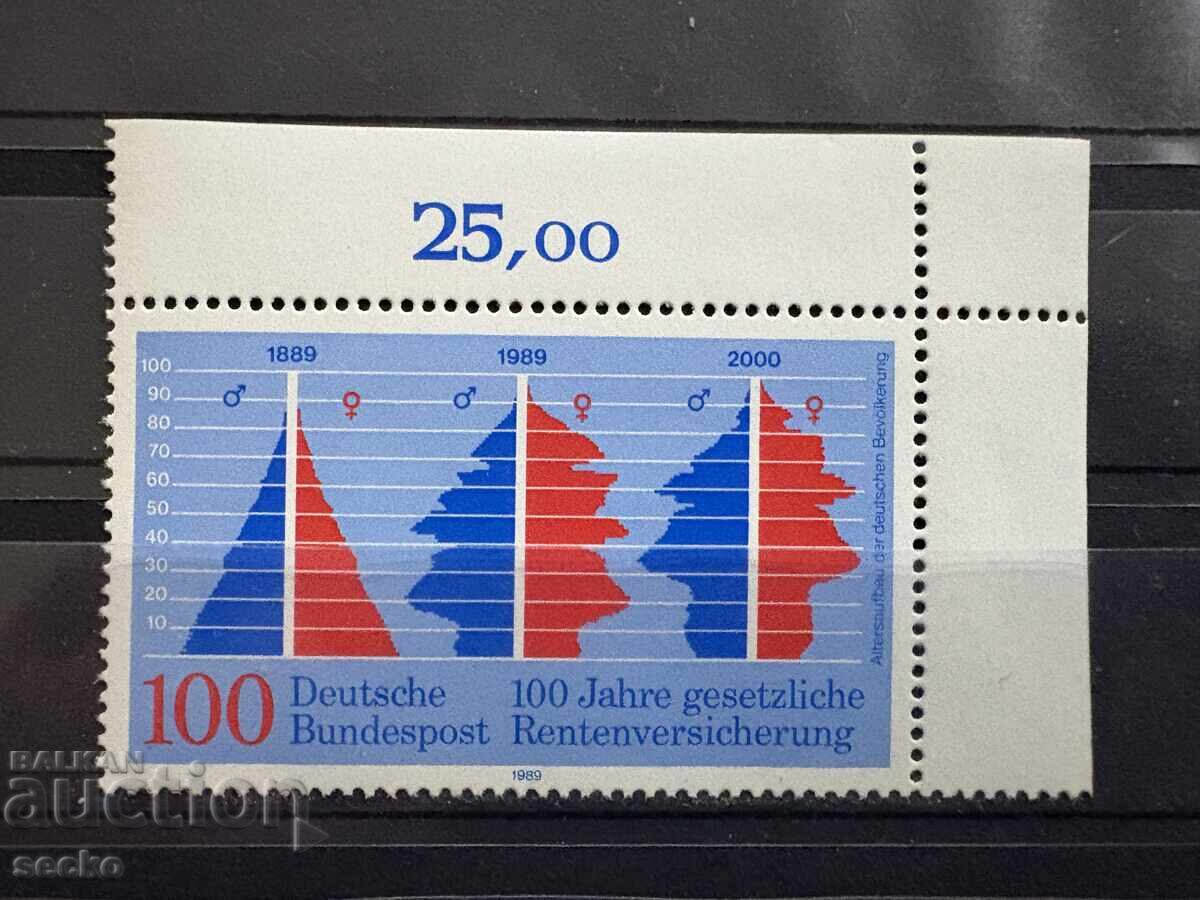 25,00
1889 1989 2000
♂ ♀ ♂ ♀ ♂ ♀
100
90
80
70
60
50
40
30
20
10
Altersaufbau der deutschen Bevölkerung
100 Deutsche Bundespost
100 Jahre gesetzliche
Rentenversicherung
1989
BALKAN
auction
secko